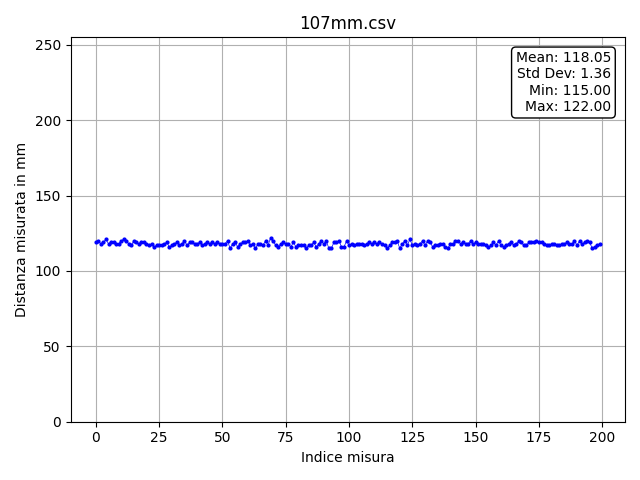 107mm.csv
Mean: 118.05
Std Dev: 1.36
Min: 115.00
Max: 122.00
Distanza misurata in mm
250
200
150
100
50
0
0 25 50 75 100 125 150 175 200
Indice misura